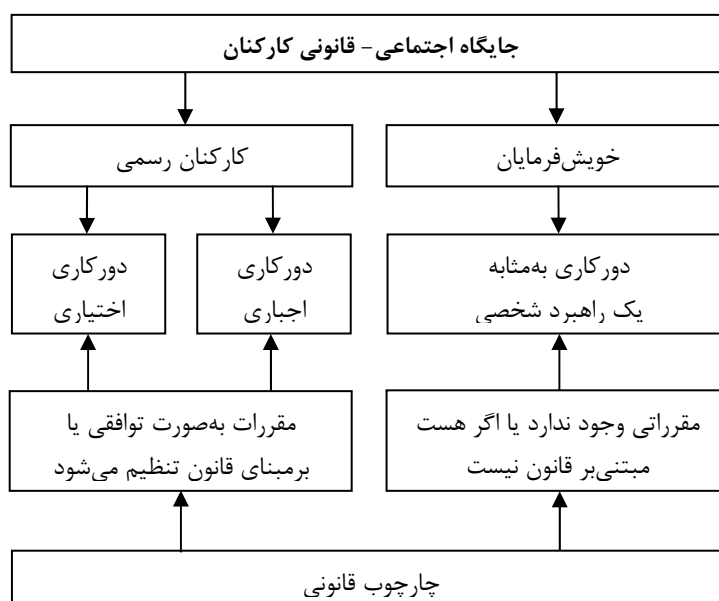 جایگاه اجتماعی- قانونی کارکنان
خویش‌فرمایان
کارکنان رسمی
دورکاری به‌مثابه
یک راهبرد شخصی
دورکاری
اجباری
دورکاری
اختیاری
مقرراتی وجود ندارد یا اگر هست
مبتنی‌بر قانون نیست
مقررات به‌صورت توافقی یا
برمبنای قانون تنظیم می‌شود
چارچوب قانونی